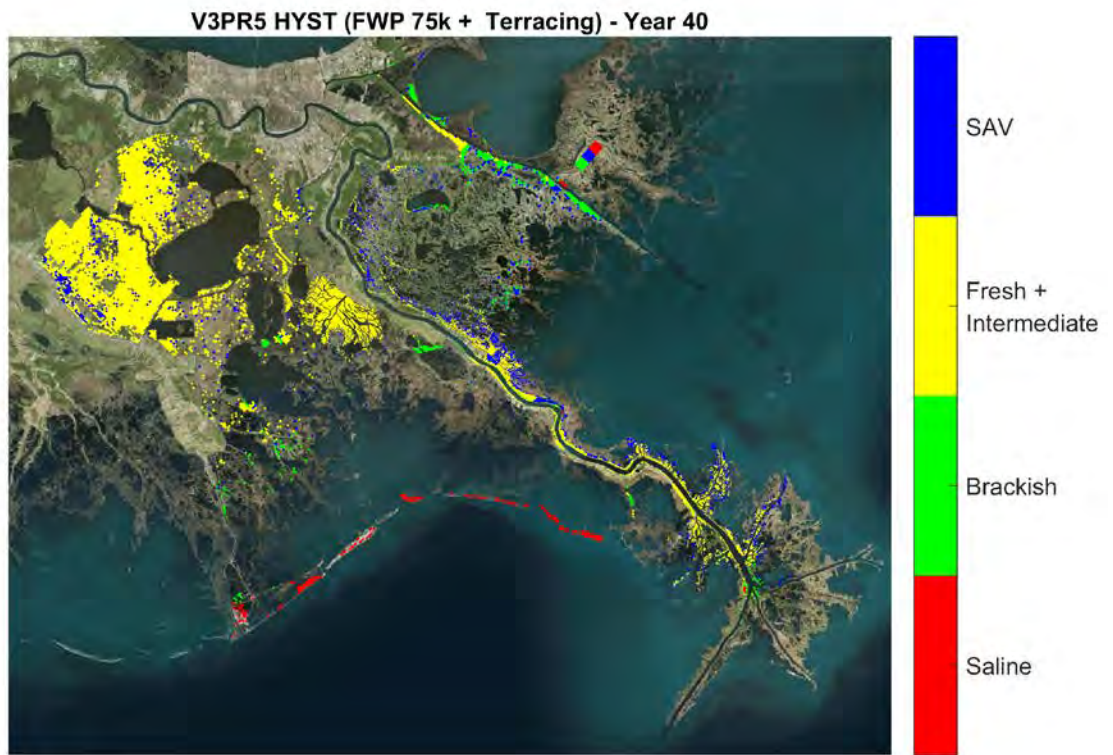 V3PR5 HYST (FWP 75k + Terracing) - Year 40
SAV
Fresh +
Intermediate
Brackish
Saline